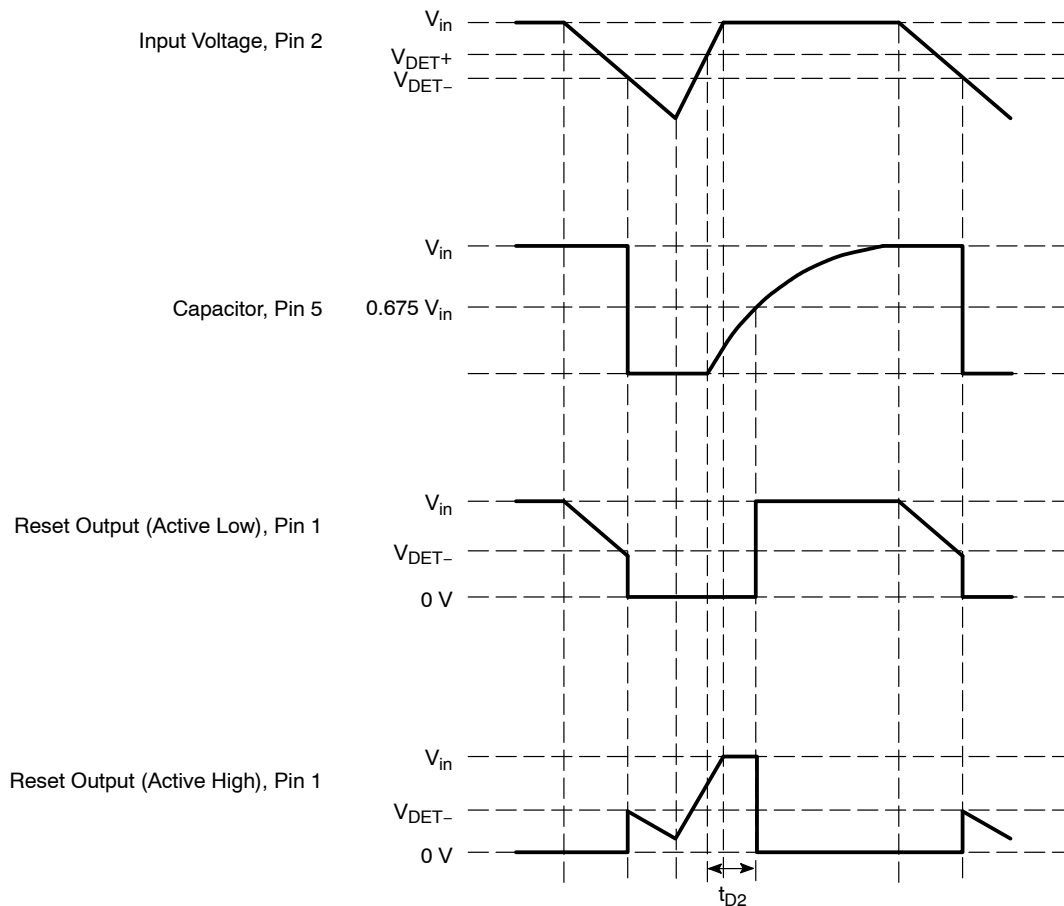 V_in
Input Voltage, Pin 2
V_DET+
V_DET−
V_in
Capacitor, Pin 5
0.675 V_in
V_in
Reset Output (Active Low), Pin 1
V_DET−
0 V
V_in
Reset Output (Active High), Pin 1
V_DET−
0 V
t_D2